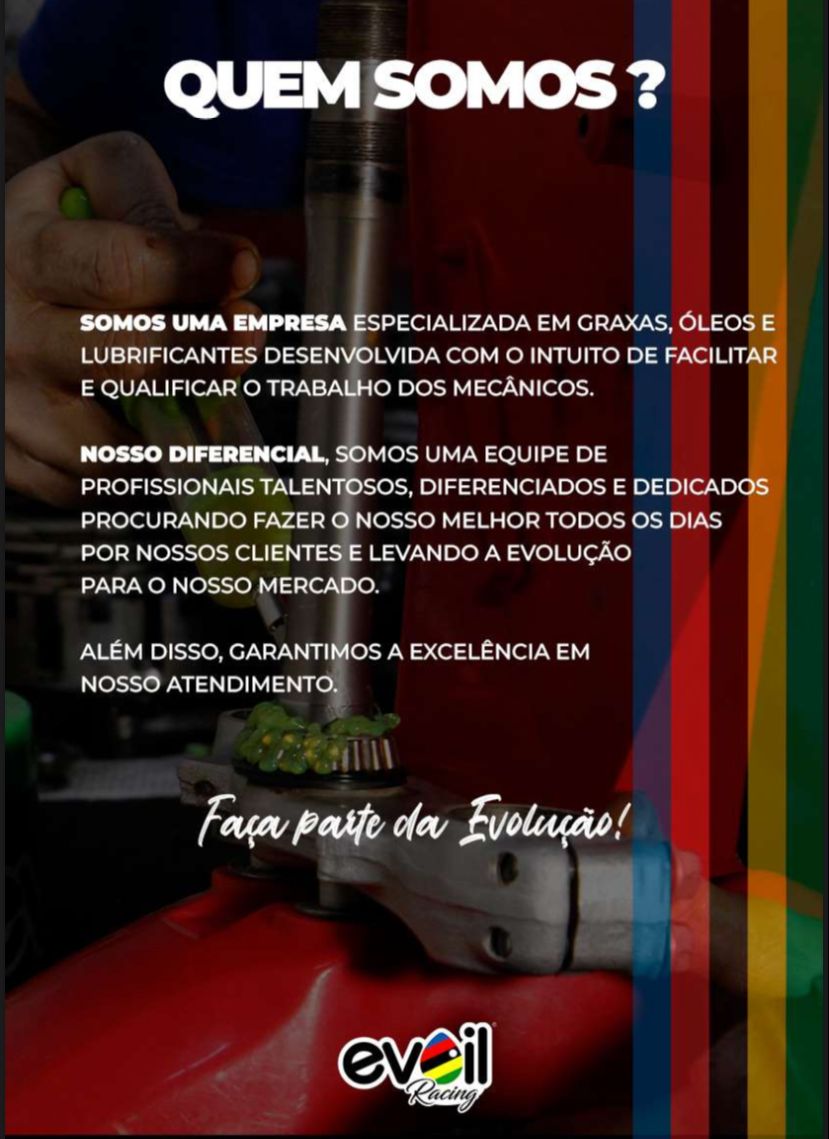 QUEM SOMOS ?
SOMOS UMA EMPRESA ESPECIALIZADA EM GRAXAS, ÓLEOS E
LUBRIFICANTES DESENVOLVIDA COM O INTUITO DE FACILITAR
E QUALIFICAR O TRABALHO DOS MECÂNICOS.
NOSSO DIFERENCIAL, SOMOS UMA EQUIPE DE
PROFISSIONAIS TALENTOSOS, DIFERENCIADOS E DEDICADOS
PROCURANDO FAZER O NOSSO MELHOR TODOS OS DIAS
POR NOSSOS CLIENTES E LEVANDO A EVOLUÇÃO
PARA O NOSSO MERCADO.
ALÉM DISSO, GARANTIMOS A EXCELÊNCIA EM
NOSSO ATENDIMENTO.
Faça parte da Evolução!
evoil
Racing